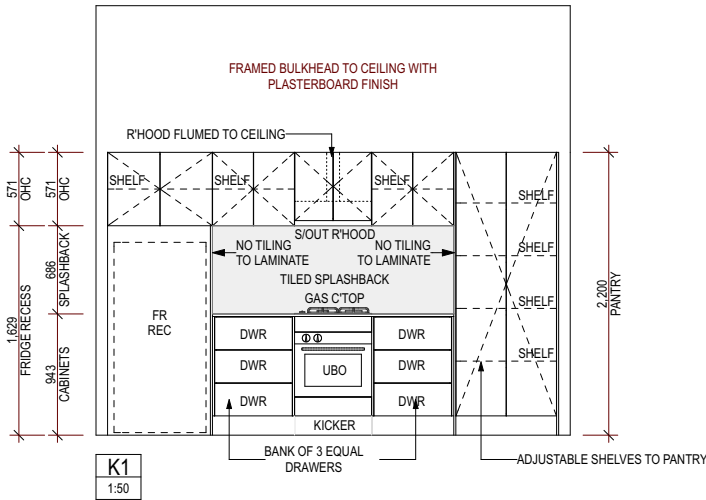 FRAMED BULKHEAD TO CEILING WITH
PLASTERBOARD FINISH
R'HOOD FLUMED TO CEILING
571
OHC
571
OHC
SHELF
SHELF
SHELF
SHELF
S/OUT R'HOOD
NO TILING
TO LAMINATE
NO TILING
TO LAMINATE
TILED SPLASHBACK
GAS C'TOP
686
SPLASHBACK
SHELF
SHELF
SHELF
1,629
FRIDGE RECESS
943
CABINETS
2,200
PANTRY
FR
REC
DWR
DWR
DWR
UBO
DWR
DWR
DWR
KICKER
BANK OF 3 EQUAL
DRAWERS
ADJUSTABLE SHELVES TO PANTRY
K1
1:50